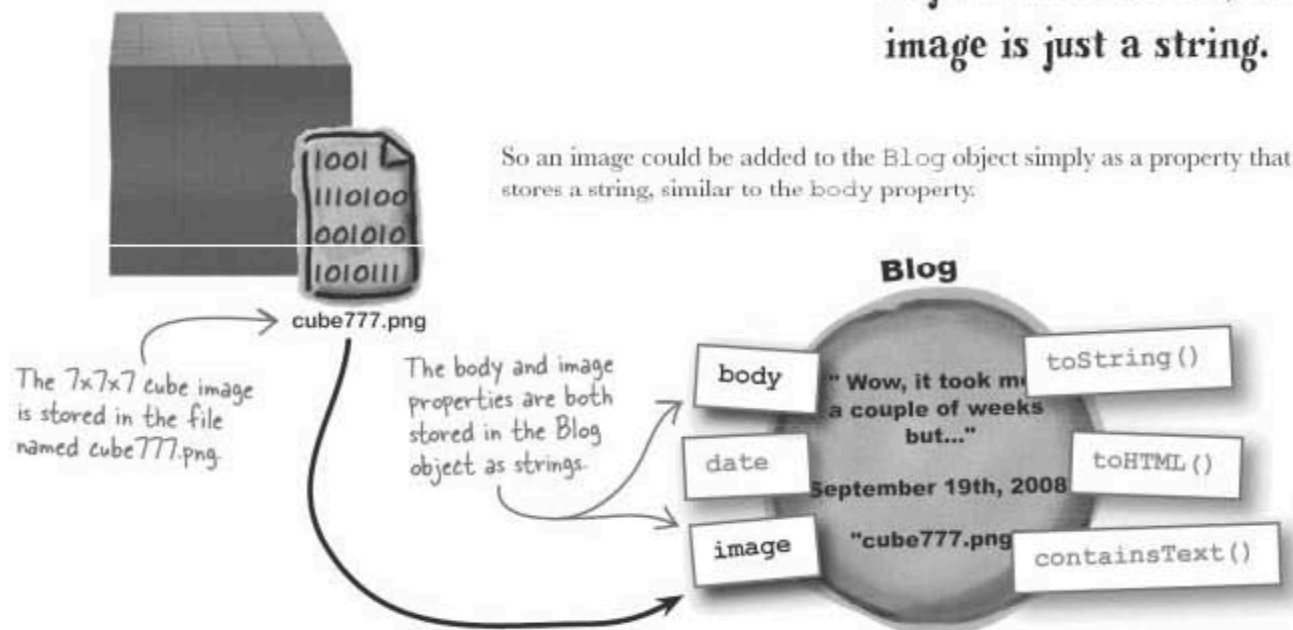 image is just a string.
1001
1110100
001010
1010111
So an image could be added to the Blog object simply as a property that
stores a string, similar to the body property.
cube777.png
The 7x7x7 cube image
is stored in the file
named cube777.png.
The body and image
properties are both
stored in the Blog
object as strings.
Blog
body
date
image
" Wow, it took
a couple of weeks
but..."
September 19th, 2008
"cube777.png
toString()
toHTML()
containsText()